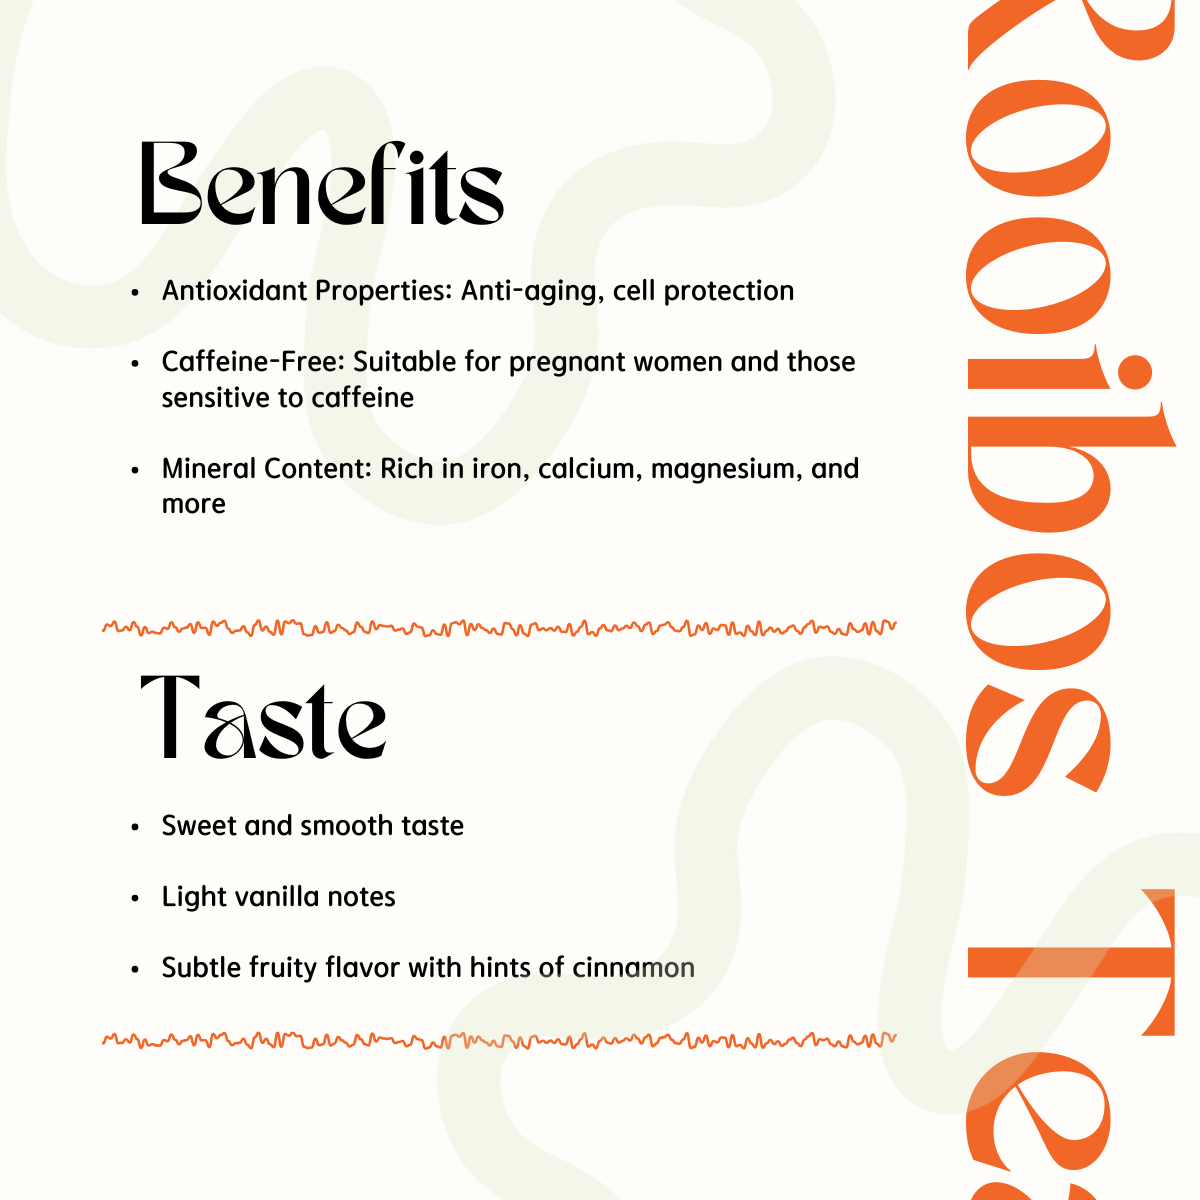 Benefits
• Antioxidant Properties: Anti-aging, cell protection
• Caffeine-Free: Suitable for pregnant women and those
sensitive to caffeine
• Mineral Content: Rich in iron, calcium, magnesium, and
more
Taste
• Sweet and smooth taste
• Light vanilla notes
• Subtle fruity flavor with hints of cinnamon
Rooibos Tea